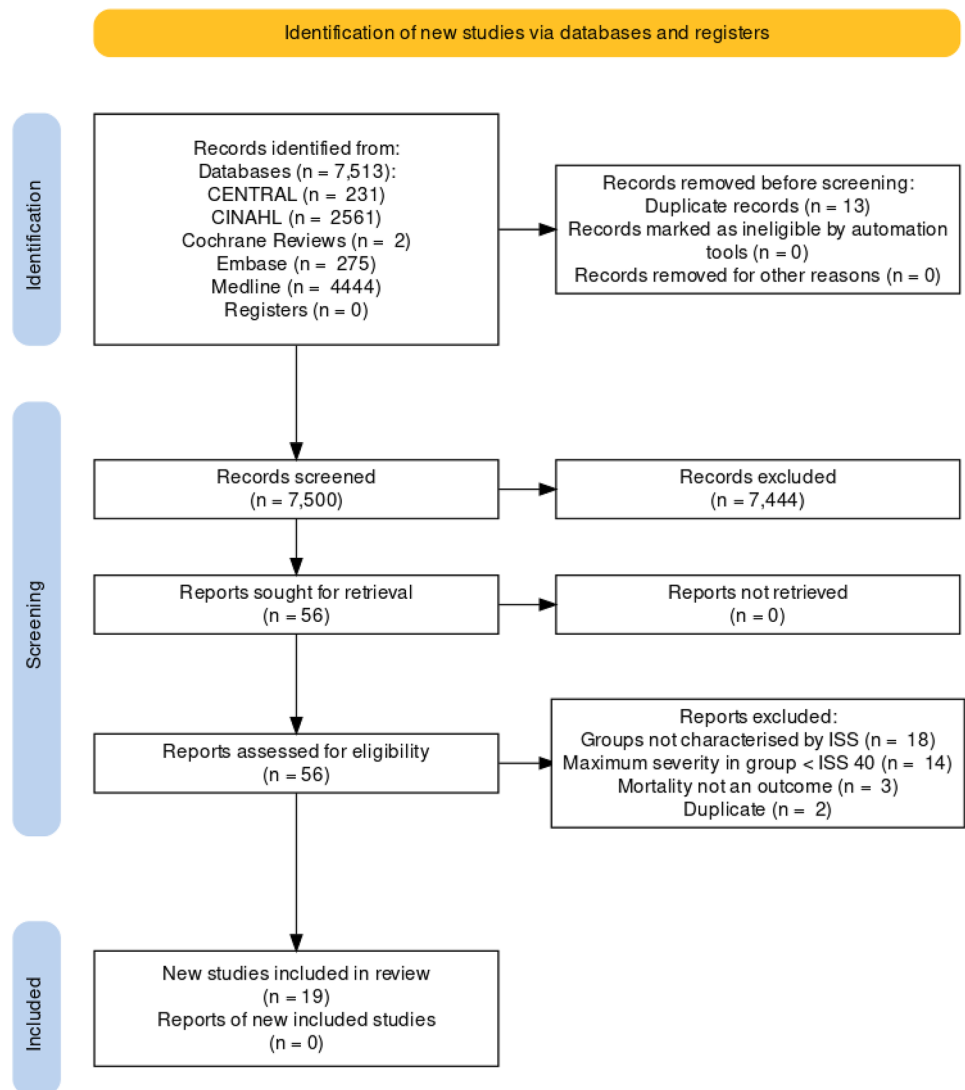 Identification of new studies via databases and registers
Identification
Records identified from:
Databases (n = 7,513):
CENTRAL (n = 231)
CINAHL (n = 2561)
Cochrane Reviews (n = 2)
Embase (n = 275)
Medline (n = 4444)
Registers (n = 0)
Records removed before screening:
Duplicate records (n = 13)
Records marked as ineligible by automation
tools (n = 0)
Records removed for other reasons (n = 0)
Screening
Records screened
(n = 7,500)
Records excluded
(n = 7,444)
Reports sought for retrieval
(n = 56)
Reports not retrieved
(n = 0)
Reports assessed for eligibility
(n = 56)
Reports excluded:
Groups not characterised by ISS (n = 18)
Maximum severity in group < ISS 40 (n = 14)
Mortality not an outcome (n = 3)
Duplicate (n = 2)
Included
New studies included in review
(n = 19)
Reports of new included studies
(n = 0)